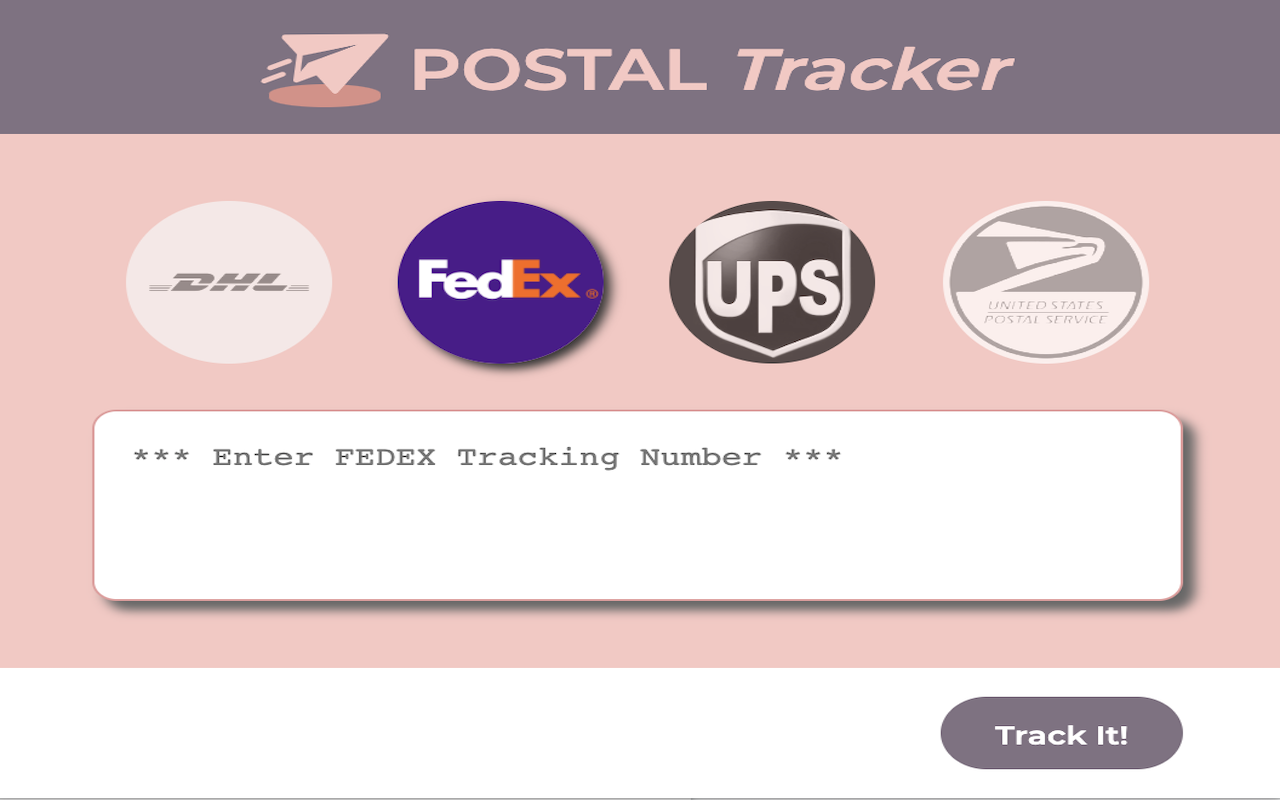 POSTAL Tracker
DHL
FedEx®
UPS
UNITED STATES
POSTAL SERVICE
*** Enter FEDEX Tracking Number ***
Track It!